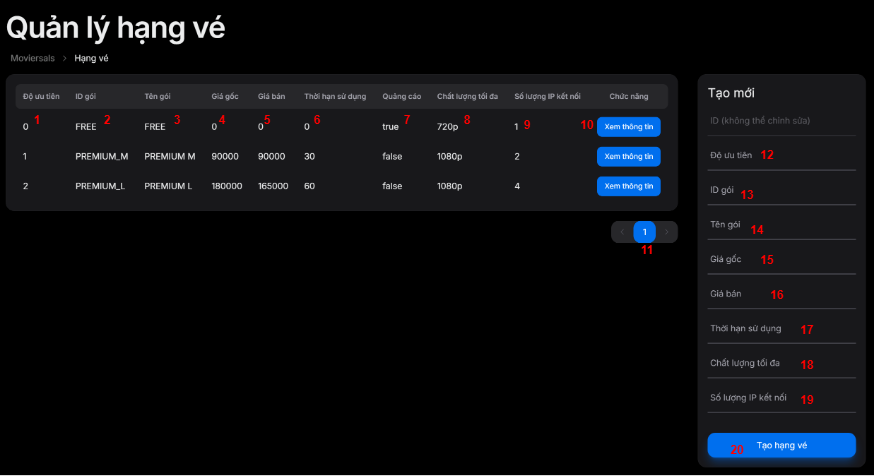 Quản lý hạng vé
Moviersals > Hạng vé
Độ ưu tiên ID gói Tên gói Giá gốc Giá bán Thời hạn sử dụng Quảng cáo Chất lượng tối đa Số lượng IP kết nối Chức năng
0 1 FREE 2 FREE 3 0 4 0 5 0 6 true 7 720p 8 1 9 10 Xem thông tin
1 PREMIUM_M PREMIUM M 90000 90000 30 false 1080p 2 Xem thông tin
2 PREMIUM_L PREMIUM L 180000 165000 60 false 1080p 4 Xem thông tin
< 1 >
11
Tạo mới
ID (không thể chỉnh sửa)
Độ ưu tiên 12
ID gói 13
Tên gói 14
Giá gốc 15
Giá bán 16
Thời hạn sử dụng 17
Chất lượng tối đa 18
Số lượng IP kết nối 19
20 Tạo hạng vé